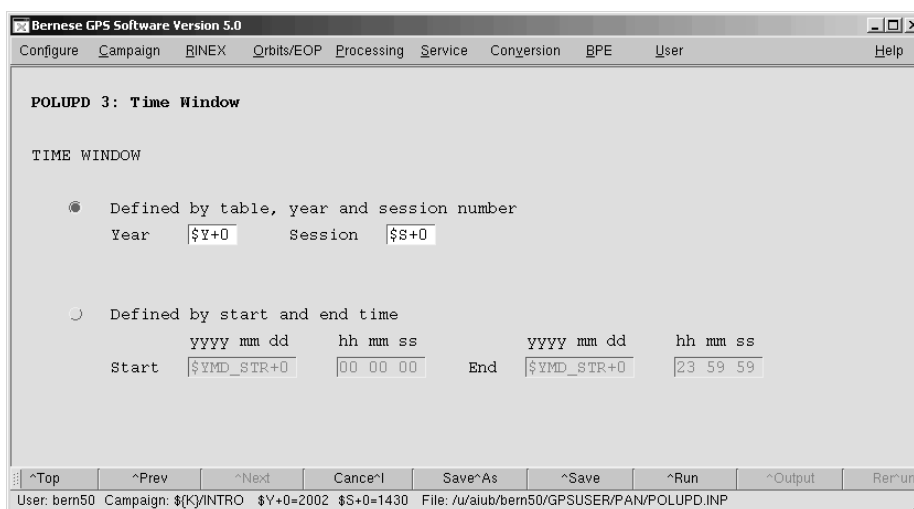 Bernese GPS Software Version 5.0
Configure Campaign RINEX Orbits/EOP Processing Service Conversion BPE User Help
POLUPD 3: Time Window
TIME WINDOW
Defined by table, year and session number
Year $Y+0 Session $S+0
Defined by start and end time
yyyy mm dd hh mm ss yyyy mm dd hh mm ss
Start $YMD_STR+0 00 00 00 End $YMD_STR+0 23 59 59
^Top ^Prev ^Next Cance^l Save^As ^Save ^Run ^Output Rer^un
User: bern50 Campaign: ${K}/INTRO $Y+0=2002 $S+0=1430 File: /u/aiub/bern50/GPSUSER/PAN/POLUPD.INP